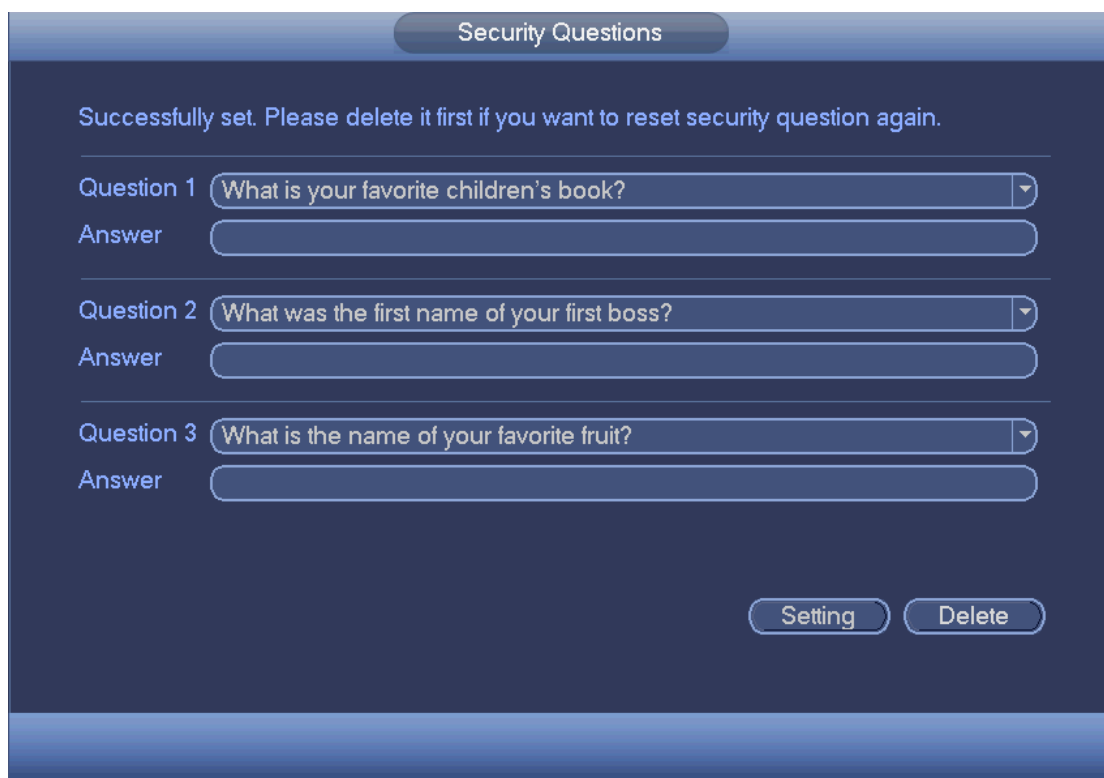 Security Questions
Successfully set. Please delete it first if you want to reset security question again.
Question 1 What is your favorite children's book?
Answer
Question 2 What was the first name of your first boss?
Answer
Question 3 What is the name of your favorite fruit?
Answer
Setting Delete